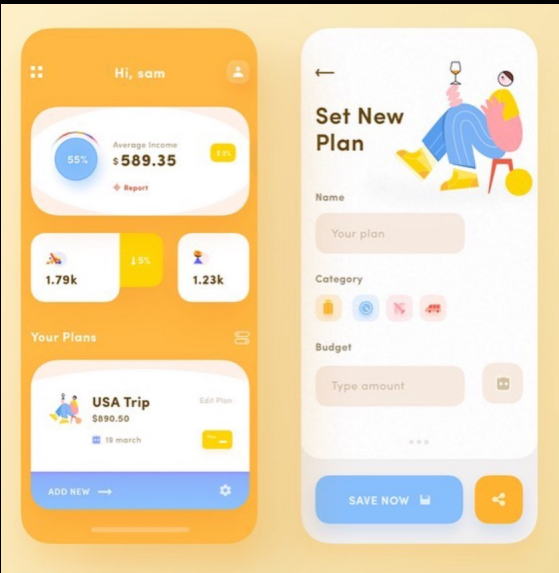 Hi, sam
55%
Average Income
$589.35
Report
1.79k
5%
1.23k
Your Plans
USA Trip
Edit Plan
$890.50
19 march
ADD NEW
Set New
Plan
Name
Your plan
Category
Budget
Type amount
SAVE NOW